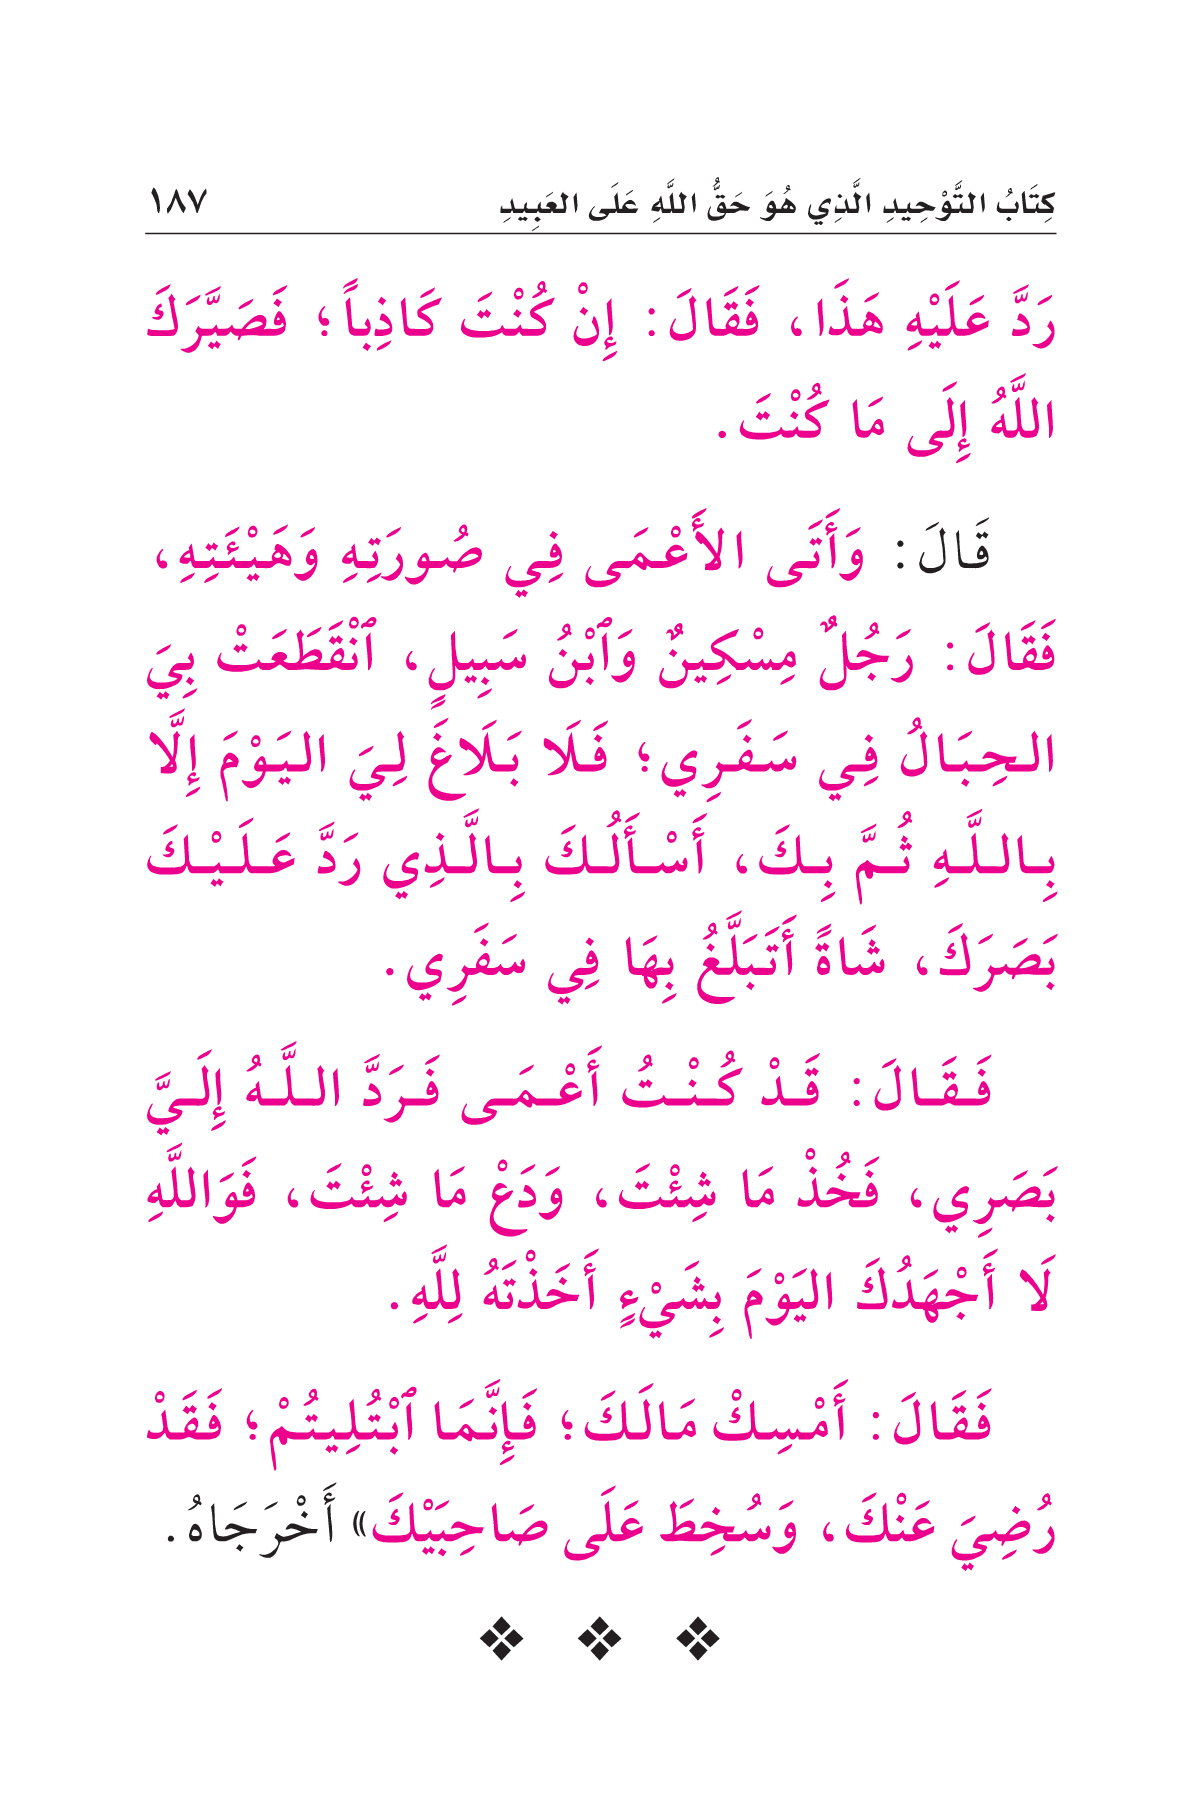 كِتَابُ التَّوْحِيدِ الَّذِي هُوَ حَقُّ اللَّهِ عَلَى العَبِيدِ ١٨٧
رَدَّ عَلَيْهِ هَذَا، فَقَالَ: إِنْ كُنْتَ كَاذِباً؛ فَصَيَّرَكَ
اللَّهُ إِلَى مَا كُنْتَ.
قَالَ: وَأَتَى الأَعْمَى فِي صُورَتِهِ وَهَيْئَتِهِ،
فَقَالَ: رَجُلٌ مِسْكِينٌ وَٱبْنُ سَبِيلٍ، ٱنْقَطَعَتْ بِيَ
الحِبَالُ فِي سَفَرِي؛ فَلَا بَلَاغَ لِيَ اليَوْمَ إِلَّا
بِاللَّهِ ثُمَّ بِكَ، أَسْأَلُكَ بِالَّذِي رَدَّ عَلَيْكَ
بَصَرَكَ، شَاةً أَتَبَلَّغُ بِهَا فِي سَفَرِي.
فَقَالَ: قَدْ كُنْتُ أَعْمَى فَرَدَّ اللَّهُ إِلَيَّ
بَصَرِي، فَخُذْ مَا شِئْتَ، وَدَعْ مَا شِئْتَ، فَوَاللَّهِ
لَا أَجْهَدُكَ اليَوْمَ بِشَيْءٍ أَخَذْتَهُ لِلَّهِ.
فَقَالَ: أَمْسِكْ مَالَكَ؛ فَإِنَّمَا ٱبْتُلِيتُمْ؛ فَقَدْ
رُضِيَ عَنْكَ، وَسُخِطَ عَلَى صَاحِبَيْكَ» أَخْرَجَاهُ.